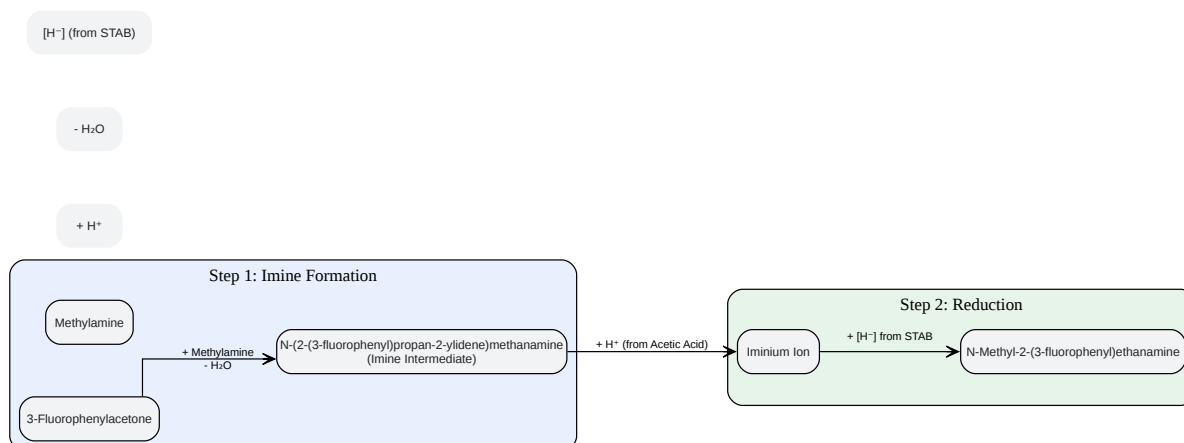 [H⁻] (from STAB)
- H₂O
+ H⁺
Step 1: Imine Formation
Methylamine
3-Fluorophenylacetone
+ Methylamine
- H₂O
N-(2-(3-fluorophenyl)propan-2-ylidene)methanamine
(Imine Intermediate)
+ H⁺ (from Acetic Acid)
Step 2: Reduction
Iminium Ion
+ [H⁻] from STAB
N-Methyl-2-(3-fluorophenyl)ethanamine